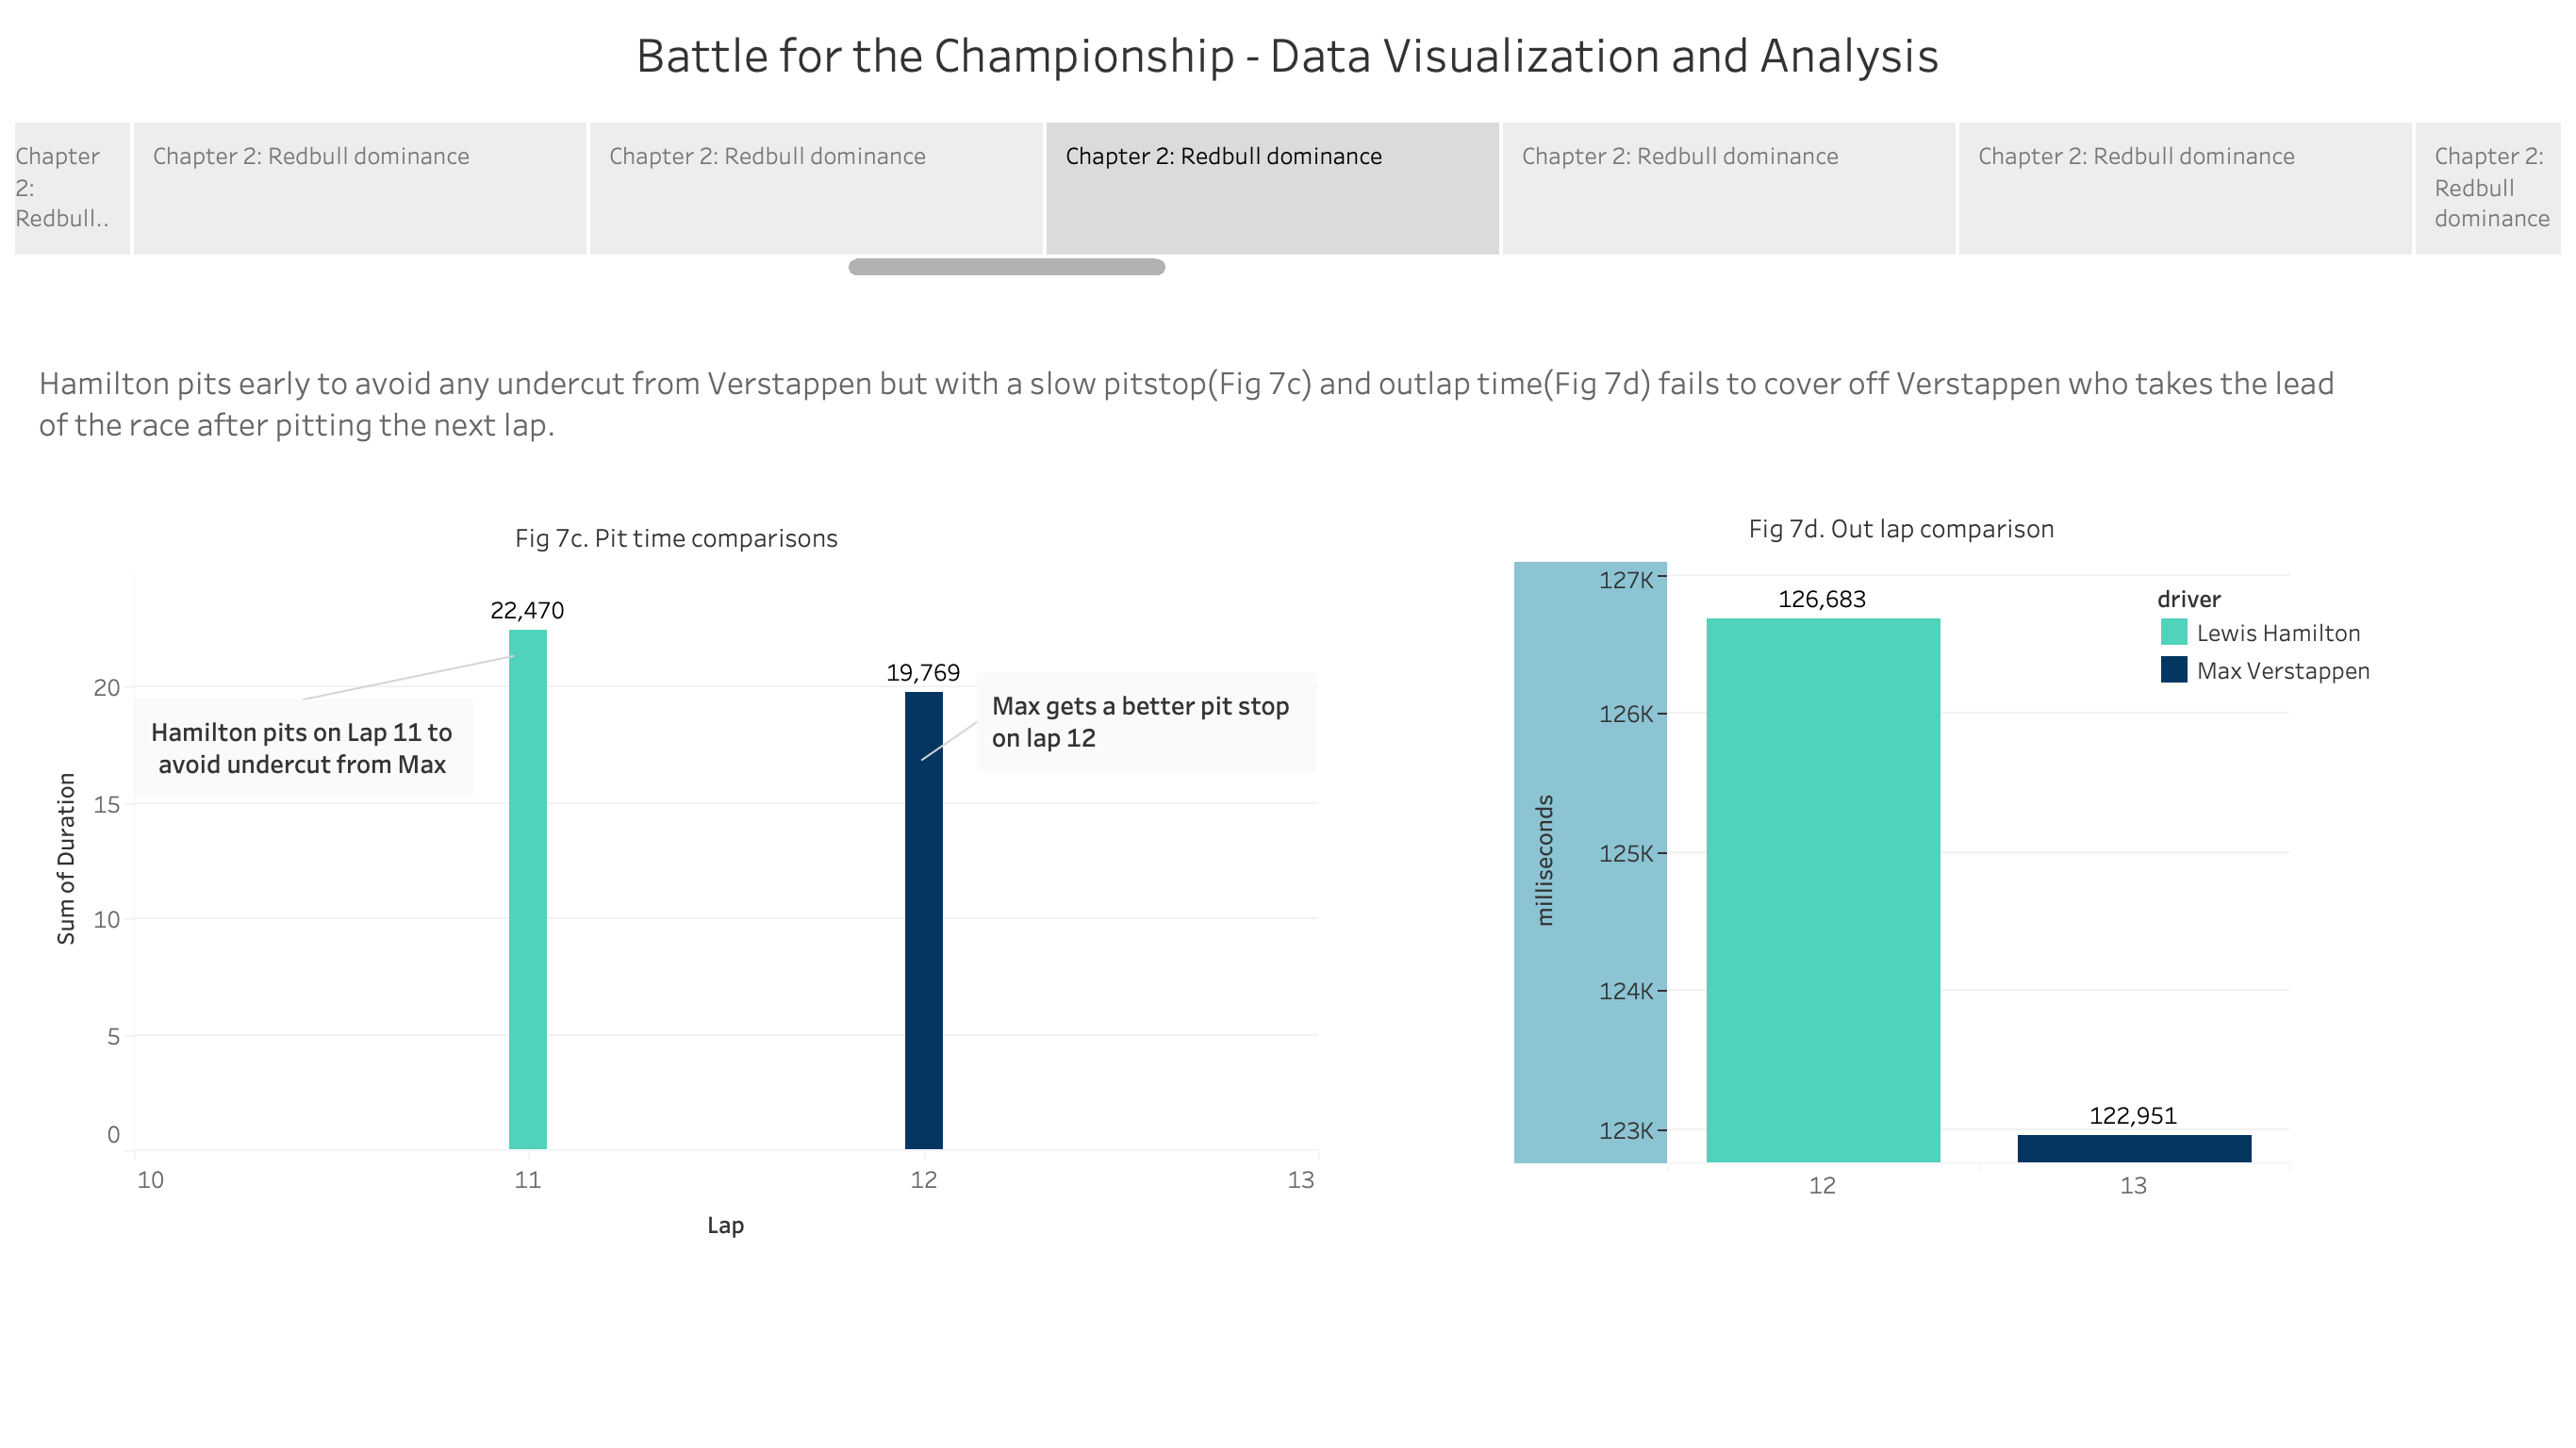 Battle for the Championship - Data Visualization and Analysis
Chapter
2:
Redbull..
Chapter 2: Redbull dominance
Chapter 2: Redbull dominance
Chapter 2: Redbull dominance
Chapter 2: Redbull dominance
Chapter 2: Redbull dominance
Chapter 2:
Redbull
dominance
Hamilton pits early to avoid any undercut from Verstappen but with a slow pitstop(Fig 7c) and outlap time(Fig 7d) fails to cover off Verstappen who takes the lead
of the race after pitting the next lap.
Fig 7c. Pit time comparisons
22,470
19,769
Hamilton pits on Lap 11 to
avoid undercut from Max
Max gets a better pit stop
on lap 12
Sum of Duration
20
15
10
5
0
10
11
12
13
Lap
Fig 7d. Out lap comparison
milliseconds
127K
126K
125K
124K
123K
126,683
122,951
12
13
driver
Lewis Hamilton
Max Verstappen